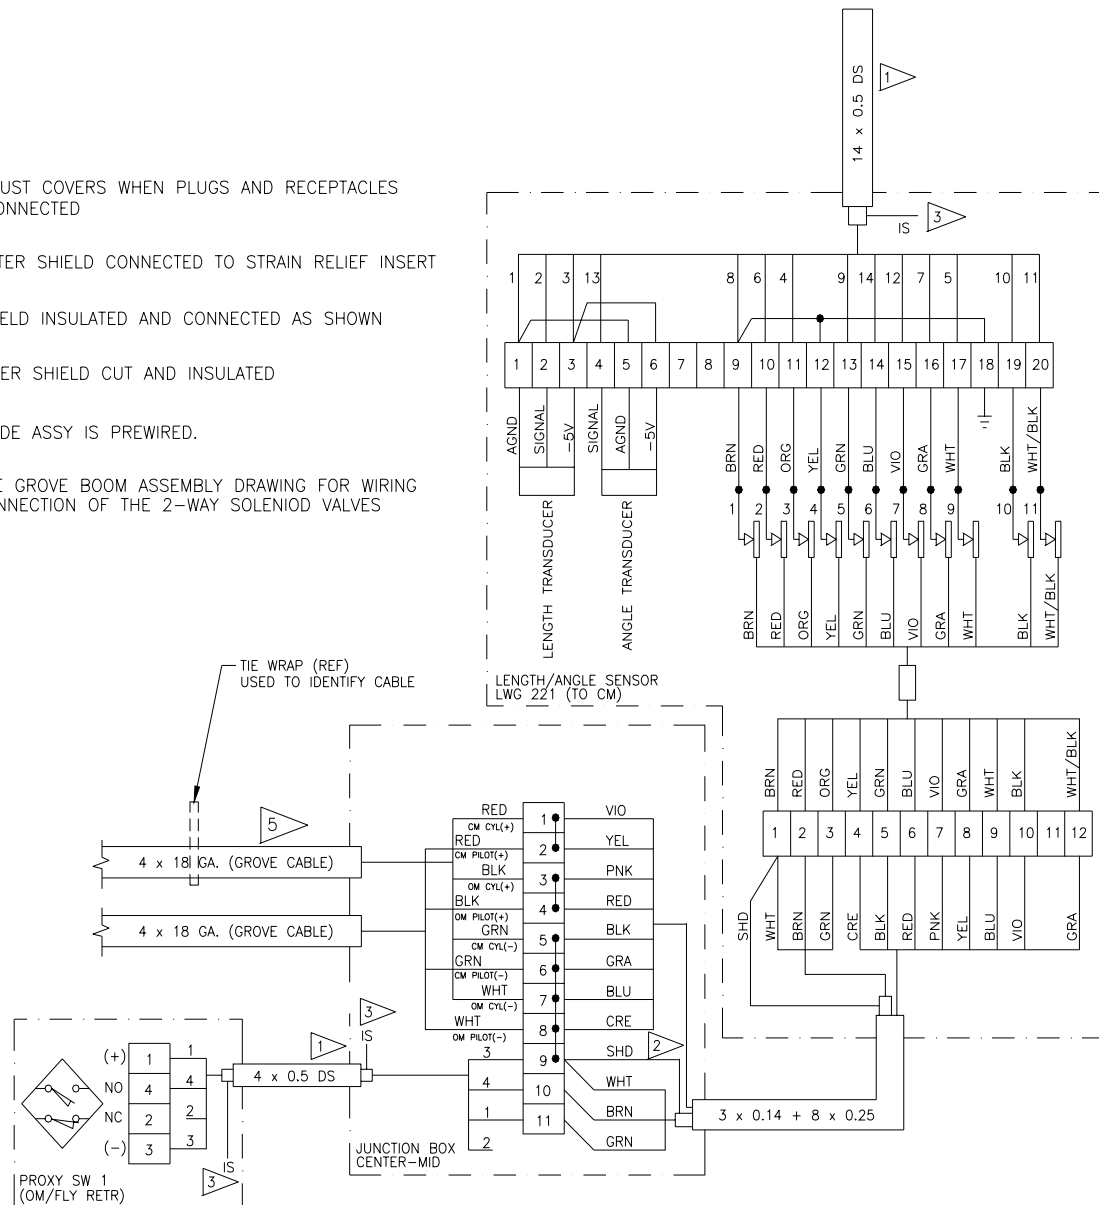 14 x 0.5 DS
1
IS
3
UST COVERS WHEN PLUGS AND RECEPTACLES
ONNECTED
TER SHIELD CONNECTED TO STRAIN RELIEF INSERT
ELD INSULATED AND CONNECTED AS SHOWN
ER SHIELD CUT AND INSULATED
DE ASSY IS PREWIRED.
E GROVE BOOM ASSEMBLY DRAWING FOR WIRING
NNECTION OF THE 2-WAY SOLENIOD VALVES
1 2 3 13 8 6 4 9 14 12 7 5 10 11
1 2 3 4 5 6 7 8 9 10 11 12 13 14 15 16 17 18 19 20
AGND SIGNAL -5V SIGNAL AGND -5V
LENGTH TRANSDUCER
ANGLE TRANSDUCER
BRN RED ORG YEL GRN BLU VIO GRA WHT BLK WHT/BLK
1 2 3 4 5 6 7 8 9 10 11
BRN RED ORG YEL GRN BLU VIO GRA WHT BLK WHT/BLK
LENGTH/ANGLE SENSOR
LWG 221 (TO CM)
TIE WRAP (REF)
USED TO IDENTIFY CABLE
BRN RED ORG YEL GRN BLU VIO GRA WHT BLK WHT/BLK
1 2 3 4 5 6 7 8 9 10 11 12
SHD WHT BRN GRN CRE BLK RED PNK YEL BLU VIO GRA
5
4 x 18 GA. (GROVE CABLE)
4 x 18 GA. (GROVE CABLE)
RED 1 VIO
CM CYL(+)
RED 2 YEL
CM PILOT(+)
BLK 3 PNK
OM CYL(+)
BLK 4 RED
OM PILOT(+)
GRN 5 BLK
CM CYL(-)
GRN 6 GRA
CM PILOT(-)
WHT 7 BLU
OM CYL(-)
WHT 8 CRE
OM PILOT(-)
3 9 SHD
2
4 10 WHT
1 11 BRN
2 GRN
3 x 0.14 + 8 x 0.25
JUNCTION BOX
CENTER-MID
3
IS
1
4 x 0.5 DS
(+) 1 1
NO 4 4
NC 2 2
(-) 3 3
IS
3
PROXY SW 1
(OM/FLY RETR)